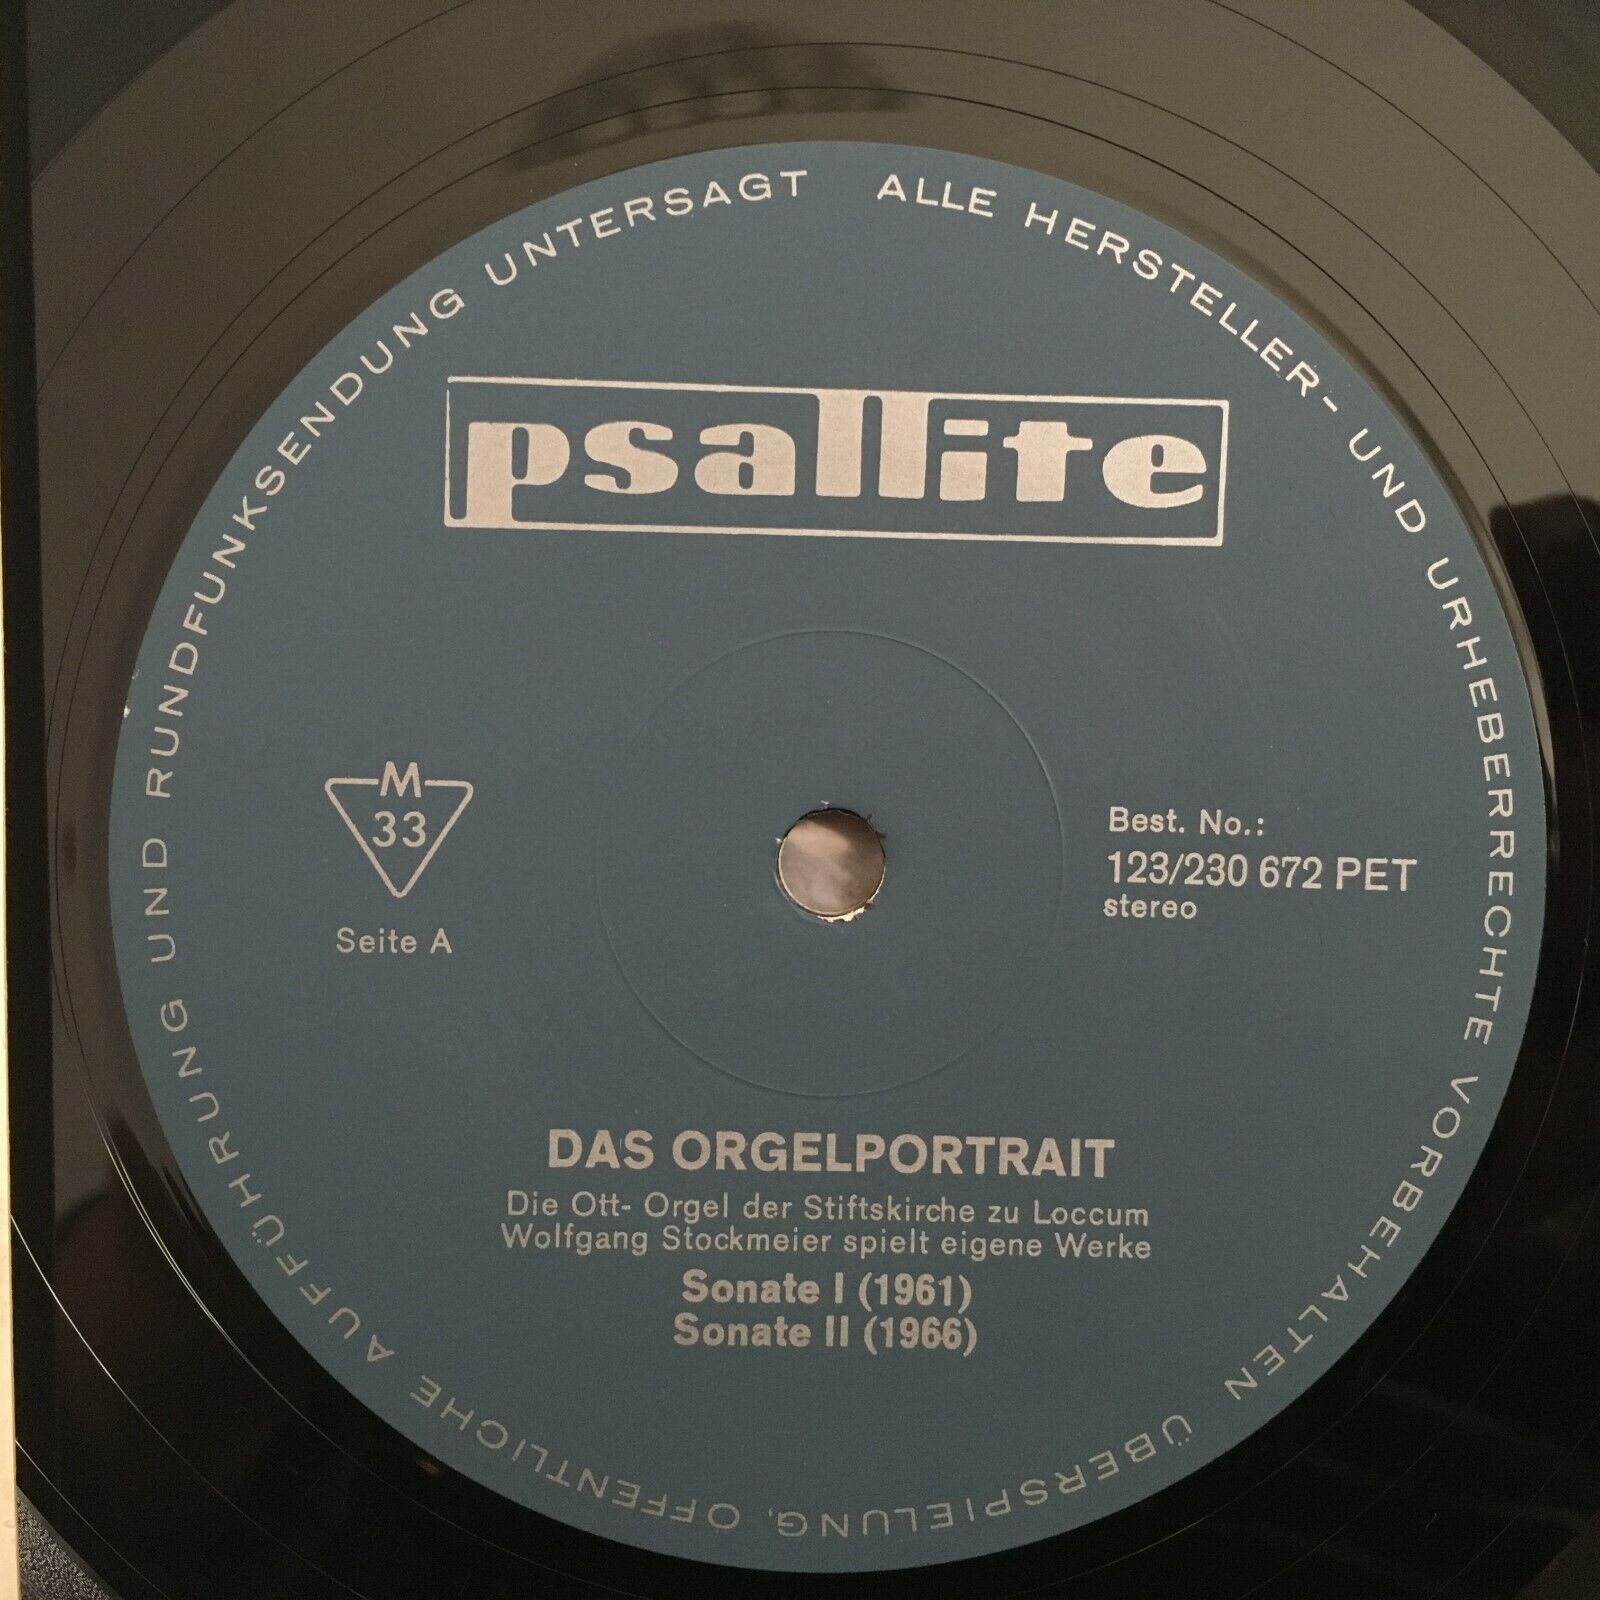 ALLE HERSTELLER- UND URHEBERRECHTE VORBEHALTEN ÜBERSPIELUNG, ÖFFENTLICHE AUFFÜHRUNG UND RUNDFUNKSENDUNG UNTERSAGT
psallite
M
33
Seite A
Best. No.:
123/230 672 PET
stereo
DAS ORGELPORTRAIT
Die Ott- Orgel der Stiftskirche zu Loccum
Wolfgang Stockmeier spielt eigene Werke
Sonate I (1961)
Sonate II (1966)